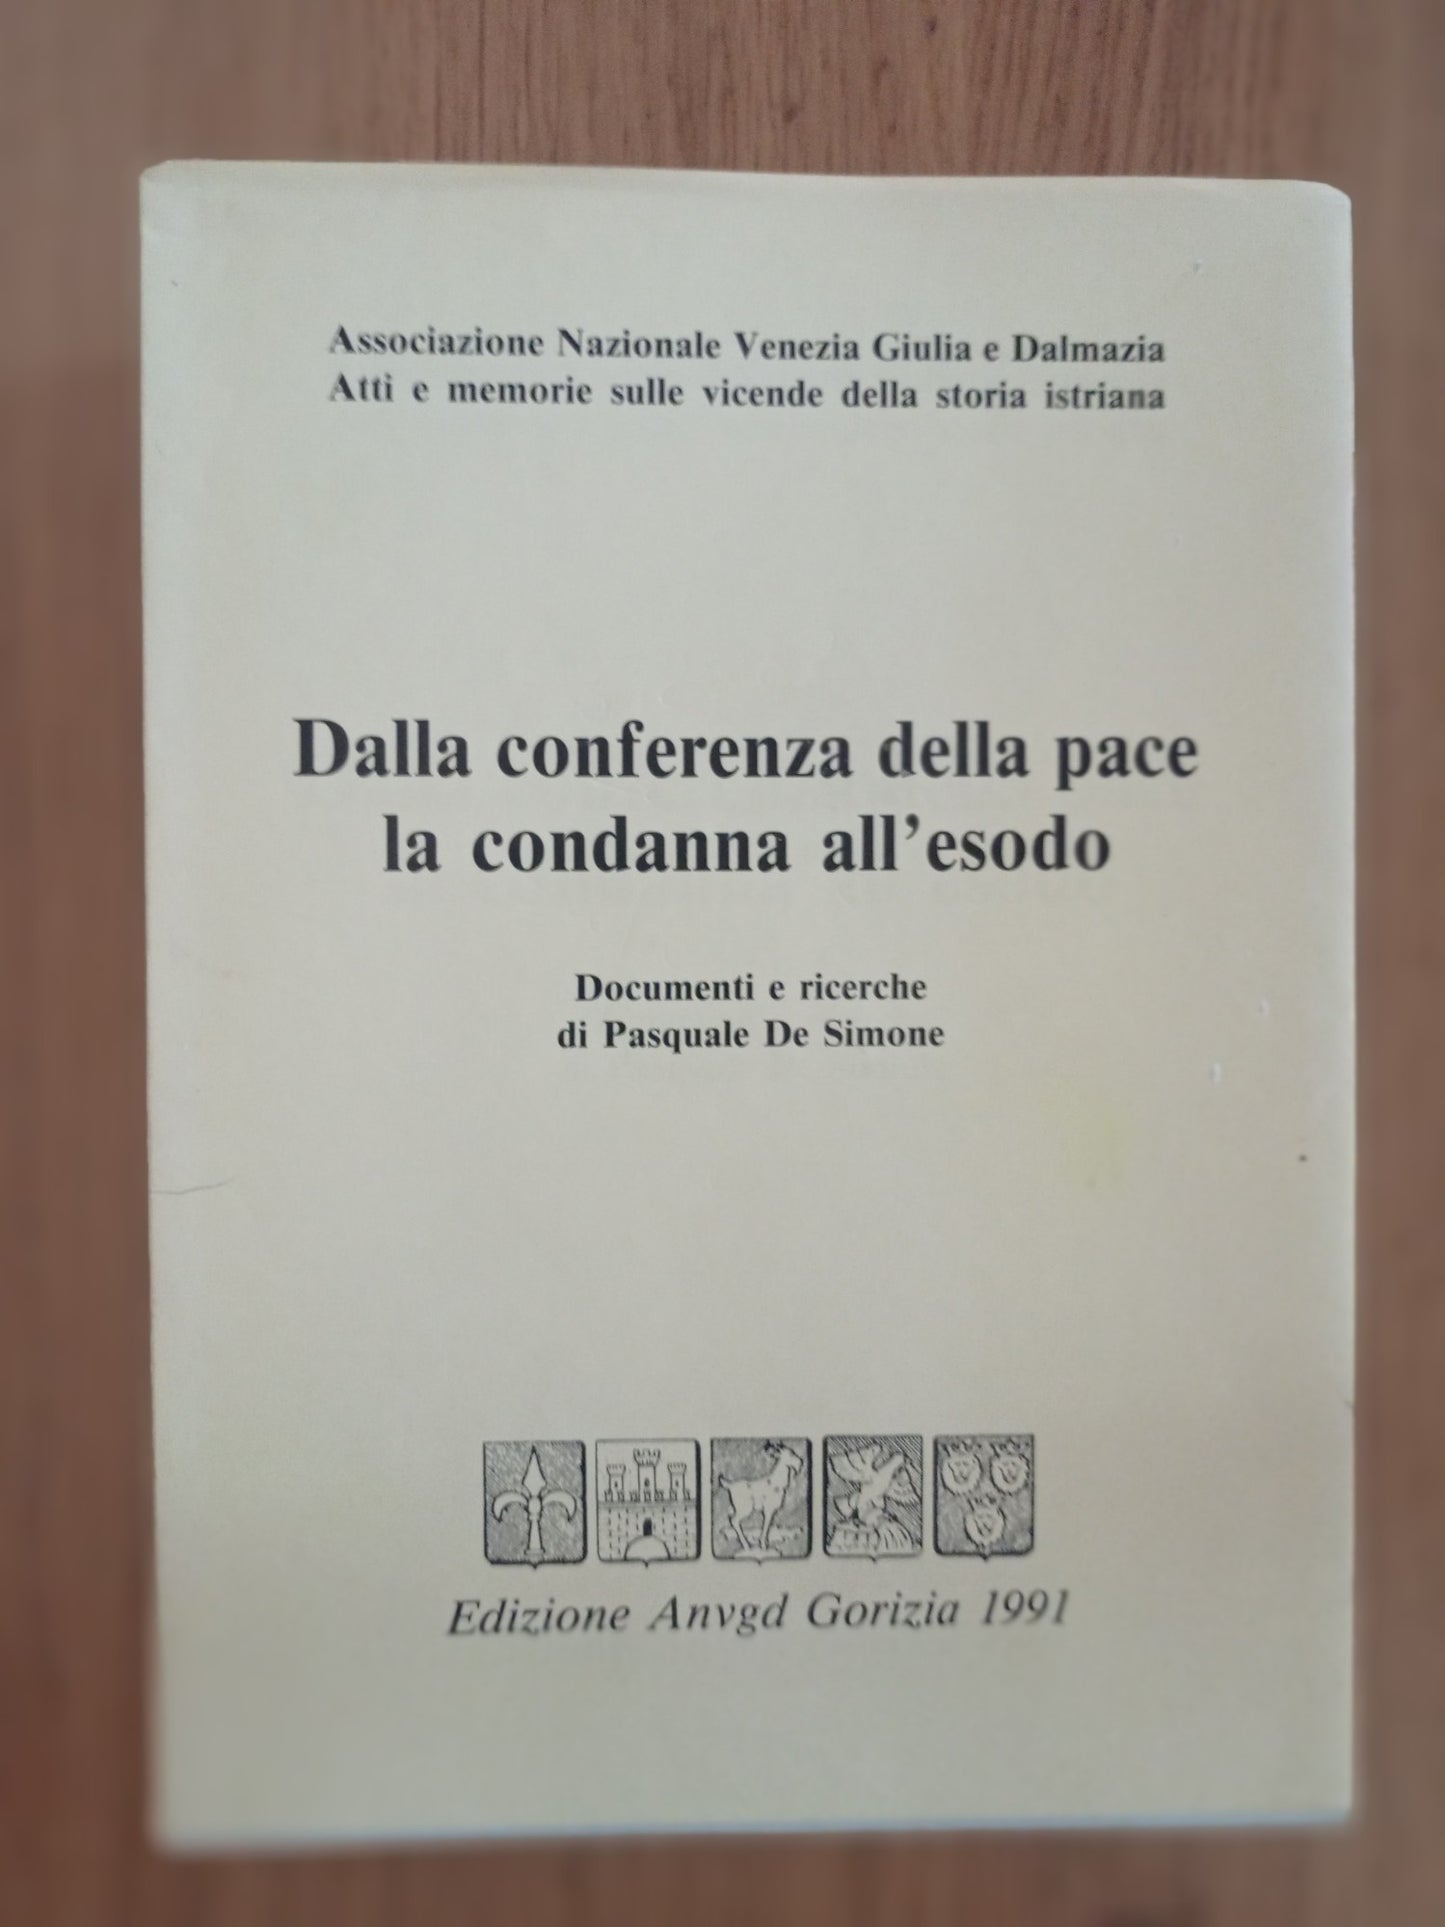 Associazione Nazionale Venezia Giulia e Dalmazia
Atti e memorie sulle vicende della storia istriana
Dalla conferenza della pace
la condanna all'esodo
Documenti e ricerche
di Pasquale De Simone
Edizione Anvgd Gorizia 1991